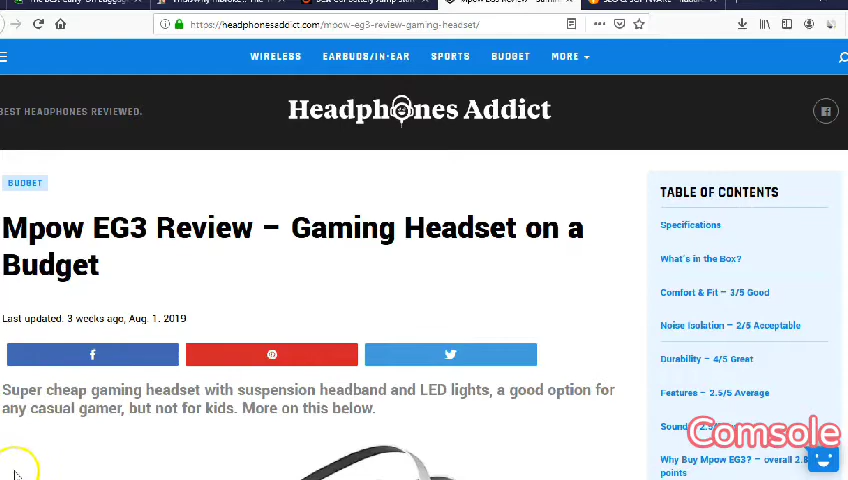 https://headphonesaddict.com/mpow-eg3-review-gaming-headset/
WIRELESS EARBUDS/IN-EAR SPORTS BUDGET MORE
BEST HEADPHONES REVIEWED.
Headphones Addict
BUDGET
Mpow EG3 Review – Gaming Headset on a
Budget
Last updated. 3 weeks ago, Aug. 1. 2019
Super cheap gaming headset with suspension headband and LED lights, a good option for
any casual gamer, but not for kids. More on this below.
TABLE OF CONTENTS
Specifications
What's in the Box?
Comfort & Fit – 3/5 Good
Noise Isolation – 2/5 Acceptable
Durability – 4/5 Great
Features – 2.5/5 Average
Sound
Comsole
Why Buy Mpow EG3? – overall 2.8
points